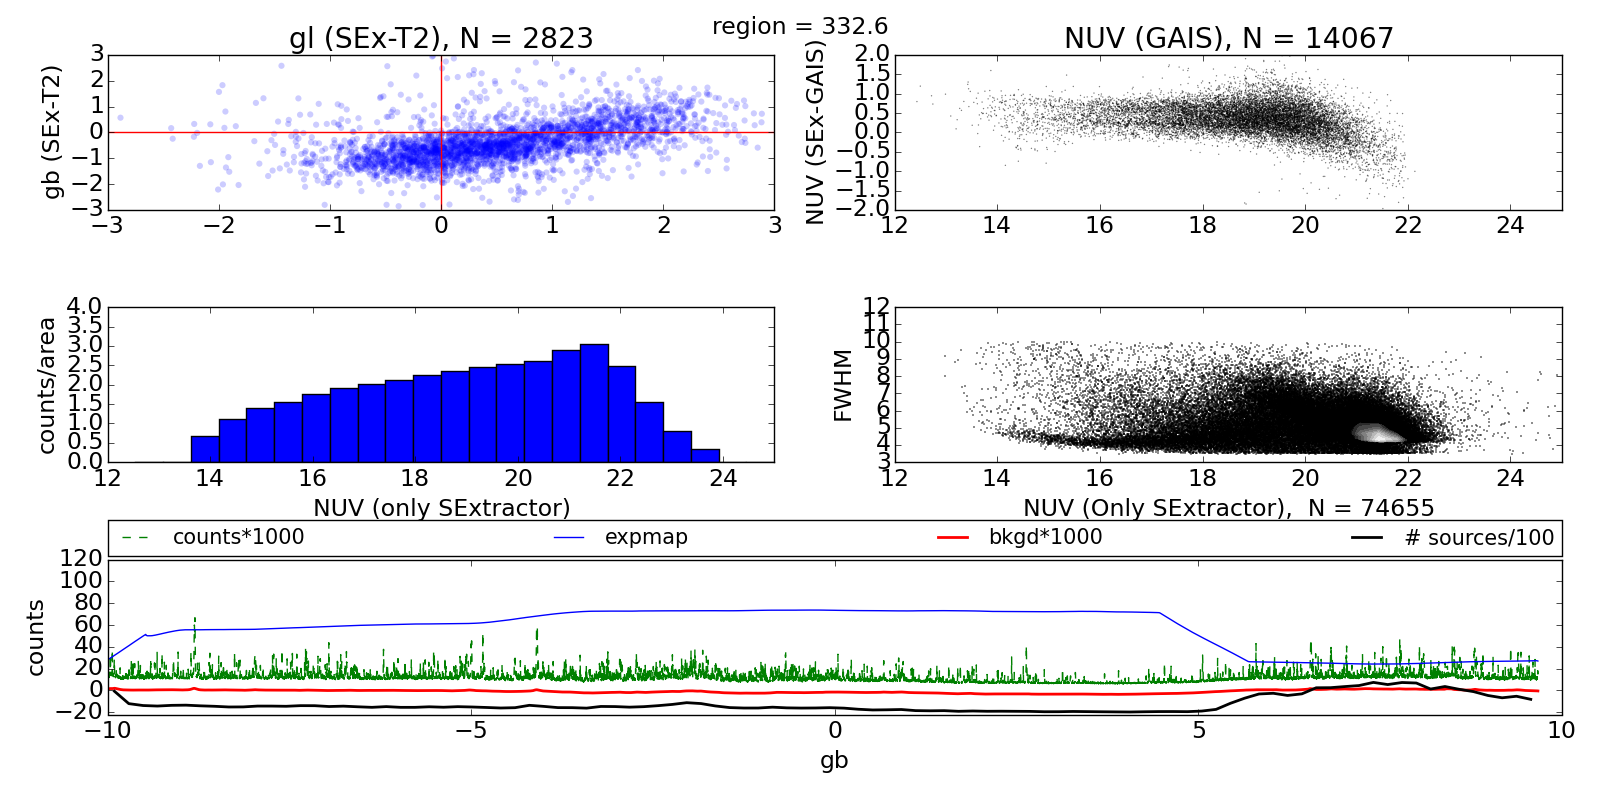 region = 332.6
gl (SEx-T2), N = 2823
gb (SEx-T2)
3
2
1
0
−1
−2
−3
−3 −2 −1 0 1 2 3
NUV (GAIS), N = 14067
NUV (SEx-GAIS)
2.0
1.5
1.0
0.5
0.0
−0.5
−1.0
−1.5
−2.0
12 14 16 18 20 22 24
counts/area
4.0
3.5
3.0
2.5
2.0
1.5
1.0
0.5
0.0
12 14 16 18 20 22 24
NUV (only SExtractor)
FWHM
12
11
10
9
8
7
6
5
4
3
12 14 16 18 20 22 24
NUV (Only SExtractor), N = 74655
counts*1000 expmap bkgd*1000 # sources/100
counts
120
100
80
60
40
20
0
−20
−10 −5 0 5 10
gb